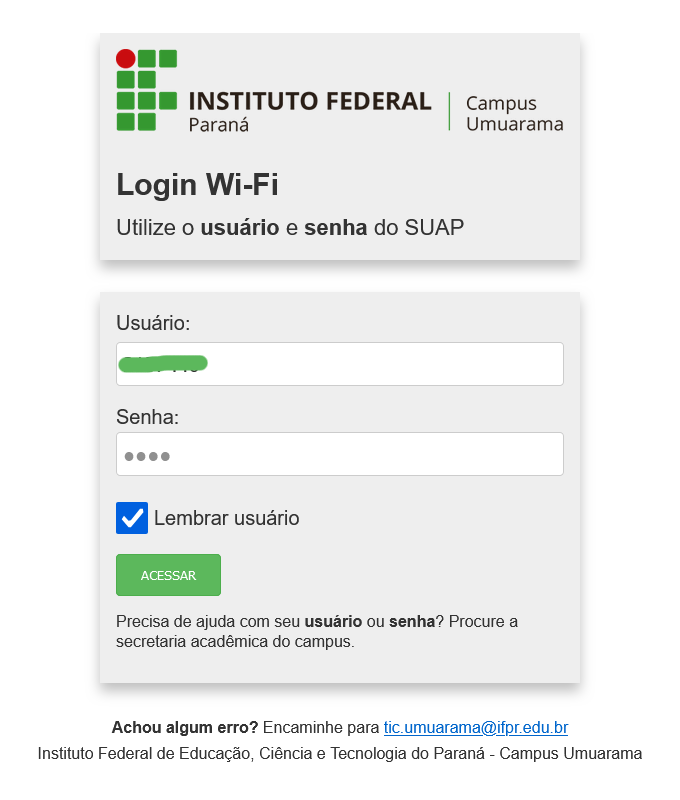 INSTITUTO FEDERAL
Paraná
Campus
Umuarama
Login Wi-Fi
Utilize o usuário e senha do SUAP
Usuário:
Senha:
Lembrar usuário
ACESSAR
Precisa de ajuda com seu usuário ou senha? Procure a
secretaria acadêmica do campus.
Achou algum erro? Encaminhe para tic.umuarama@ifpr.edu.br
Instituto Federal de Educação, Ciência e Tecnologia do Paraná - Campus Umuarama